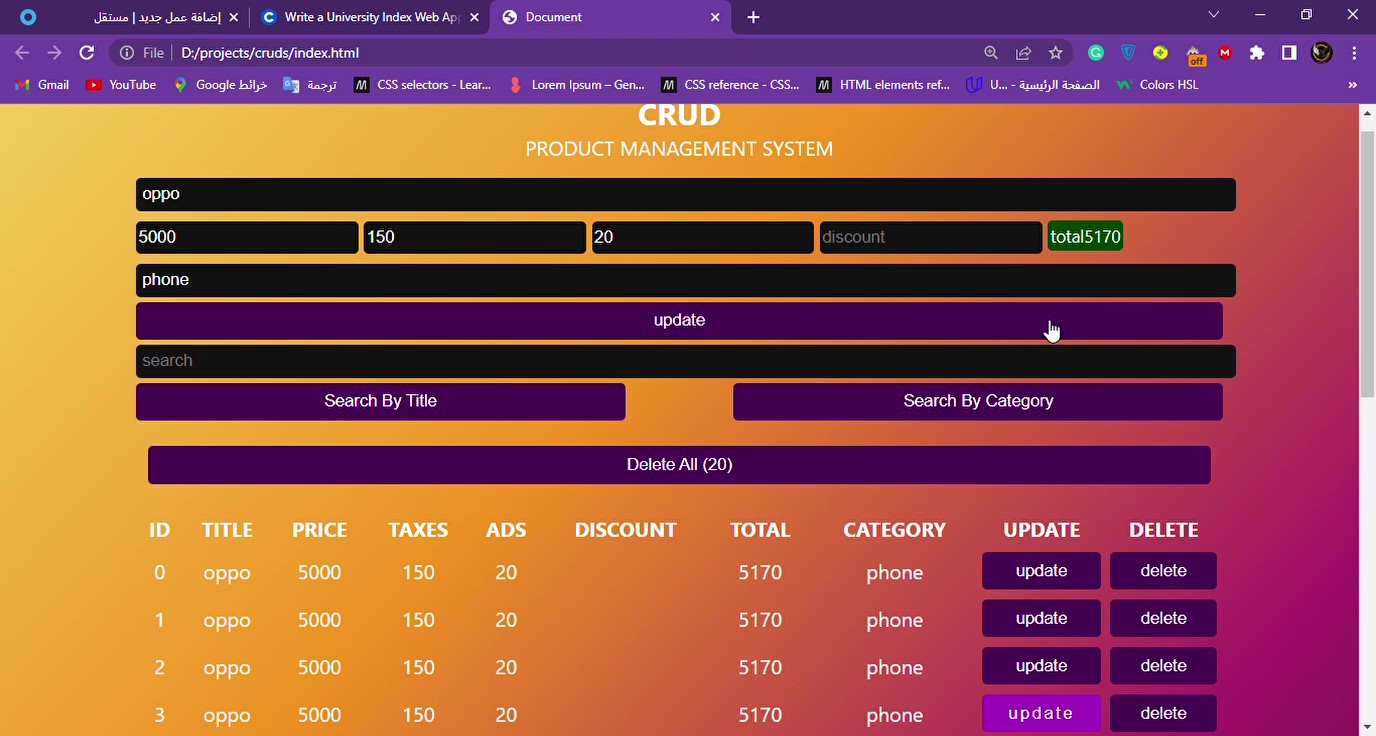 إضافة عمل جديد | مستقل
Write a University Index Web Ap
Document
File D:/projects/cruds/index.html
off
Gmail YouTube خرائط Google ترجمة CSS selectors - Lear... Lorem Ipsum – Gen... CSS reference - CSS... HTML elements ref... الصفحة الرئيسية - U... Colors HSL »
CRUD
PRODUCT MANAGEMENT SYSTEM
oppo
5000 150 20 discount total5170
phone
update
search
Search By Title Search By Category
Delete All (20)
ID TITLE PRICE TAXES ADS DISCOUNT TOTAL CATEGORY UPDATE DELETE
0 oppo 5000 150 20 5170 phone update delete
1 oppo 5000 150 20 5170 phone update delete
2 oppo 5000 150 20 5170 phone update delete
3 oppo 5000 150 20 5170 phone update delete